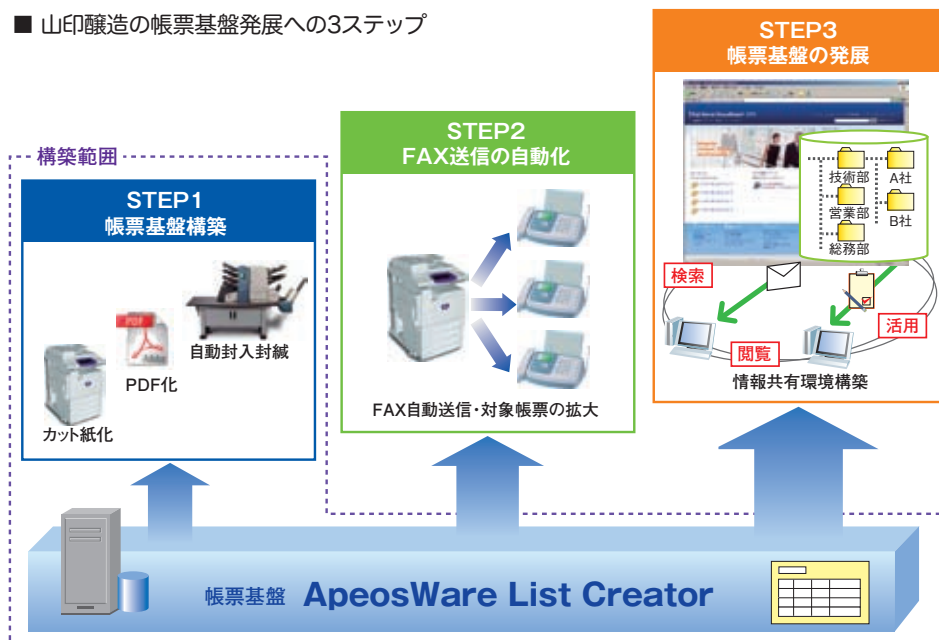 ■ 山印醸造の帳票基盤発展への3ステップ
構築範囲
STEP1
帳票基盤構築
カット紙化
PDF
PDF化
自動封入封緘
STEP2
FAX送信の自動化
FAX自動送信・対象帳票の拡大
STEP3
帳票基盤の発展
技術部
営業部
総務部
A社
B社
検索
閲覧
活用
情報共有環境構築
帳票基盤 ApeosWare List Creator